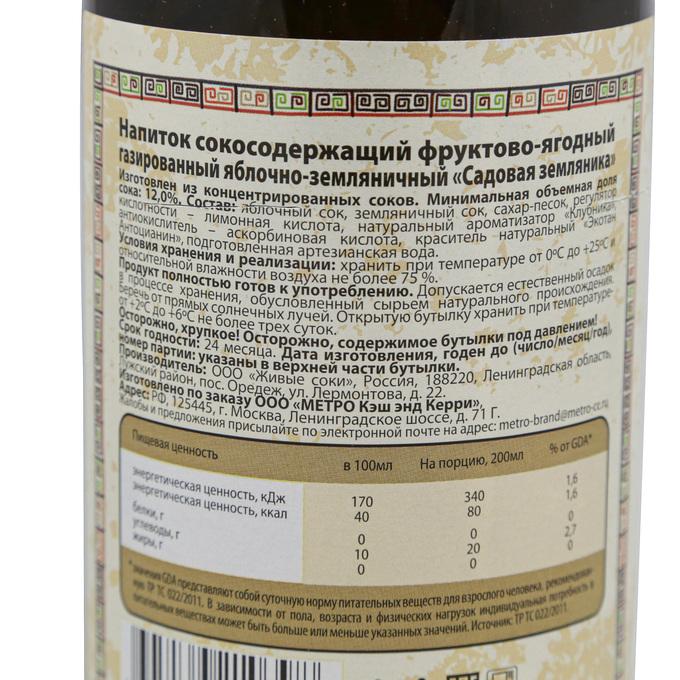 Напиток сокосодержащий фруктово-ягодный
газированный яблочно-земляничный «Садовая земляника»
Изготовлен из концентрированных соков. Минимальная объемная доля
сока: 12,0%. Состав: яблочный сок, земляничный сок, сахар-песок, регулятор
кислотности – лимонная кислота, натуральный ароматизатор «Клубника»,
антиокислитель – аскорбиновая кислота, краситель натуральный «Экотан
Антоцианин», подготовленная артезианская вода.
Условия хранения и реализации: хранить при температуре от 0ºС до +25ºС и
относительной влажности воздуха не более 75 %.
Продукт полностью готов к употреблению. Допускается естественный осадок
в процессе хранения, обусловленный сырьем натурального происхождения.
Беречь от прямых солнечных лучей. Открытую бутылку хранить при температуре
от +2ºС до +6ºС не более трех суток.
Осторожно, хрупкое! Осторожно, содержимое бутылки под давлением!
Срок годности: 24 месяца. Дата изготовления, годен до (число/месяц/год),
номер партии: указаны в верхней части бутылки.
Производитель: ООО «Живые соки», Россия, 188220, Ленинградская область,
Лужский район, пос. Оредеж, ул. Лермонтова, д. 22.
Изготовлено по заказу ООО «МЕТРО Кэш энд Керри»,
Адрес: РФ, 125445, г. Москва, Ленинградское шоссе, д. 71 Г.
Жалобы и предложения присылайте по электронной почте на адрес: metro-brand@metro-cc.ru
Пищевая ценность в 100мл На порцию, 200мл % от GDA*
энергетическая ценность, кДж 170 340 1,6
энергетическая ценность, ккал 40 80 1,6
белки, г 0 0 0
углеводы, г 10 20 2,7
жиры, г 0 0 0
* значения GDA представляют собой суточную норму питательных веществ для взрослого человека, рекомендован-
ную ТР ТС 022/2011. В зависимости от пола, возраста и физических нагрузок индивидуальная потребность в
питательных веществах может быть больше или меньше указанных значений. Источник: ТР ТС 022/2011.